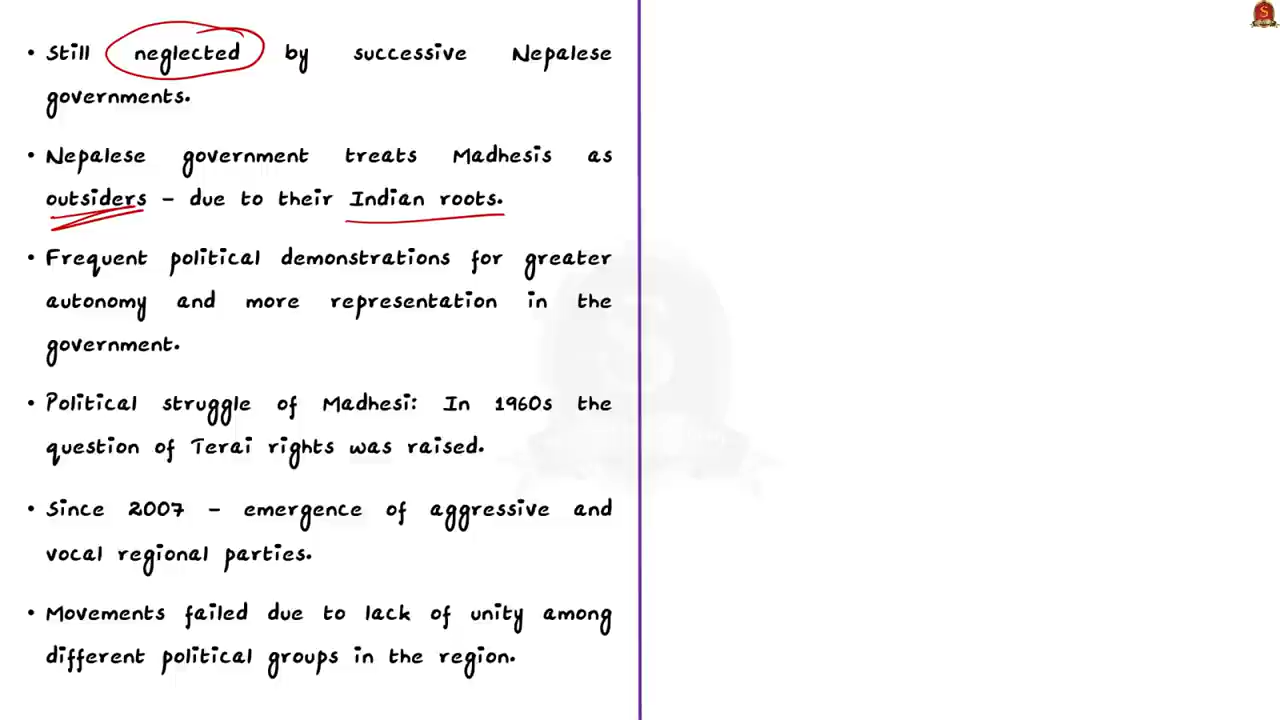 • Still neglected by successive Nepalese
governments.
• Nepalese government treats Madhesis as
outsiders – due to their Indian roots.
• Frequent political demonstrations for greater
autonomy and more representation in the
government.
• Political struggle of Madhesi: In 1960s the
question of Terai rights was raised.
• Since 2007 – emergence of aggressive and
vocal regional parties.
• Movements failed due to lack of unity among
different political groups in the region.